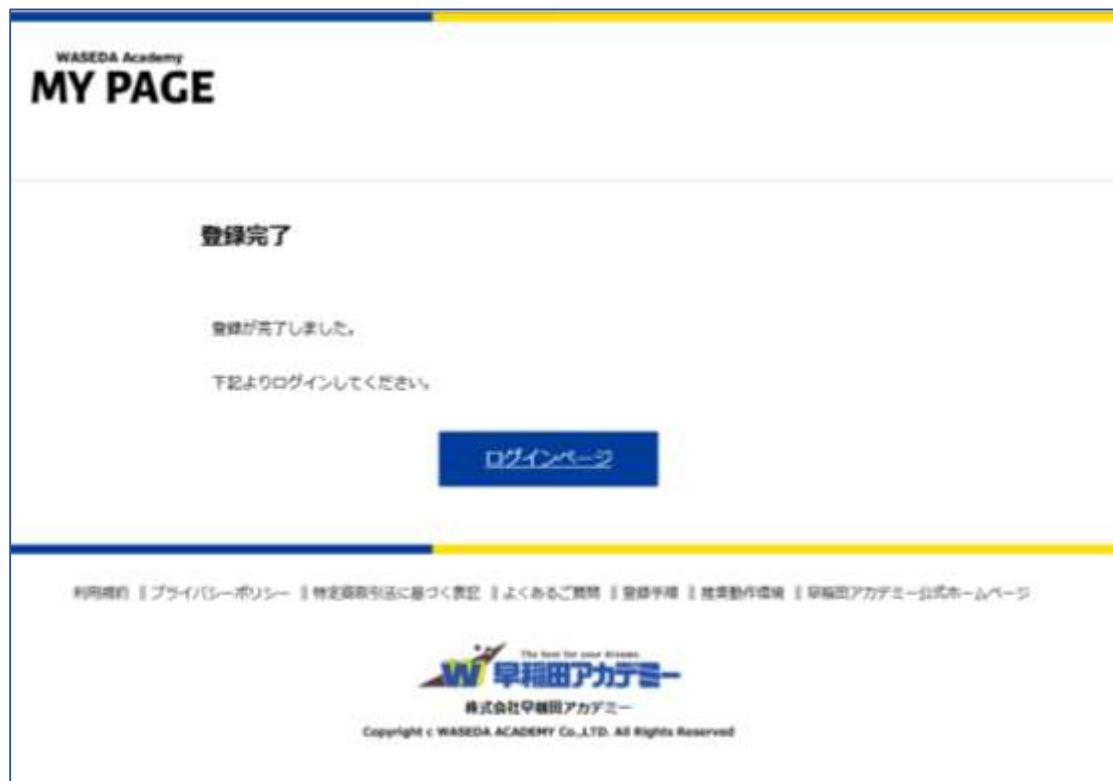 WASEDA Academy
MY PAGE
登録完了
登録が完了しました。
下記よりログインしてください。
ログインページ
利用規約 || プライバシーポリシー || 特定商取引法に基づく表記 || よくあるご質問 || 登録手順 || 推奨動作環境 || 早稲田アカデミー公式ホームページ
The best for your dreams.
W 早稲田アカデミー
株式会社早稲田アカデミー
Copyright c WASEDA ACADEMY Co.,LTD. All Rights Reserved